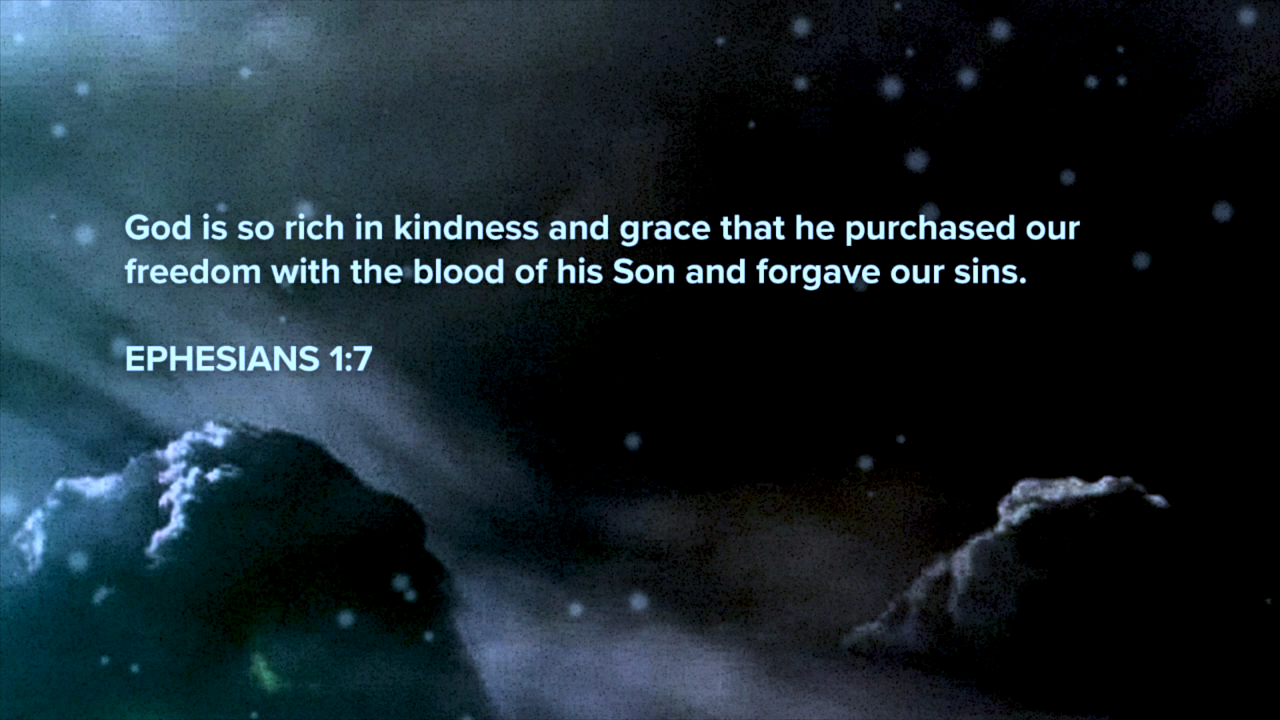 God is so rich in kindness and grace that he purchased our
freedom with the blood of his Son and forgave our sins.
EPHESIANS 1:7